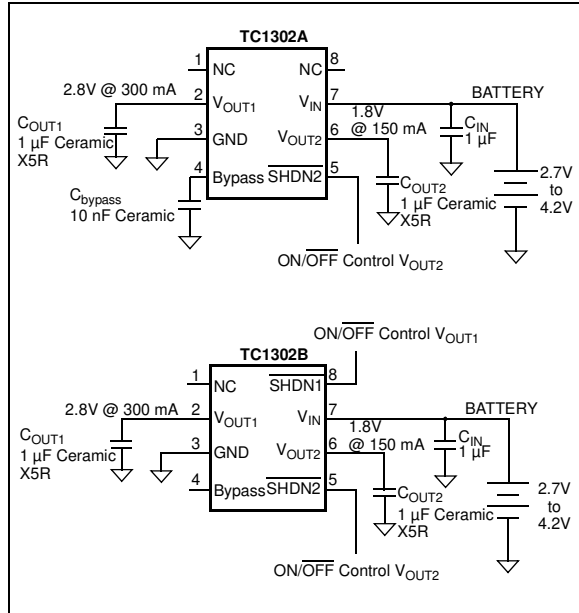 TC1302A
1
NC
NC
8
2.8V @ 300 mA
2
VOUT1
VIN
7
BATTERY
COUT1
1 µF Ceramic
X5R
3
GND
VOUT2
6
1.8V
@ 150 mA
CIN
1 µF
4
Bypass
SHDN2
5
Cbypass
10 nF Ceramic
COUT2
1 µF Ceramic
X5R
2.7V
to
4.2V
ON/OFF Control VOUT2
ON/OFF Control VOUT1
TC1302B
1
NC
SHDN1
8
2.8V @ 300 mA
2
VOUT1
VIN
7
BATTERY
COUT1
1 µF Ceramic
X5R
3
GND
VOUT2
6
1.8V
@ 150 mA
CIN
1 µF
4
Bypass
SHDN2
5
COUT2
1 µF Ceramic
X5R
2.7V
to
4.2V
ON/OFF Control VOUT2